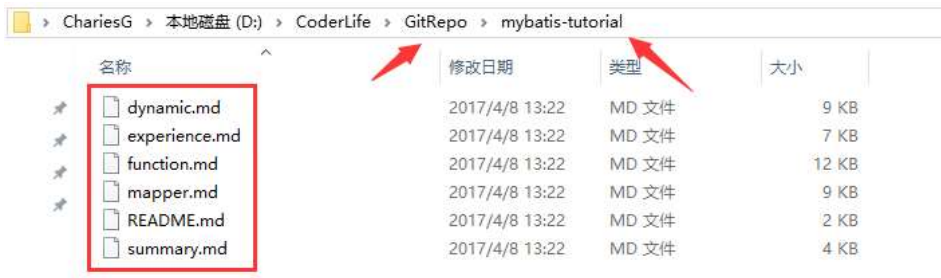 ChariesG › 本地磁盘 (D:) › CoderLife › GitRepo › mybatis-tutorial
名称 修改日期 类型 大小
dynamic.md 2017/4/8 13:22 MD 文件 9 KB
experience.md 2017/4/8 13:22 MD 文件 7 KB
function.md 2017/4/8 13:22 MD 文件 12 KB
mapper.md 2017/4/8 13:22 MD 文件 9 KB
README.md 2017/4/8 13:22 MD 文件 2 KB
summary.md 2017/4/8 13:22 MD 文件 4 KB